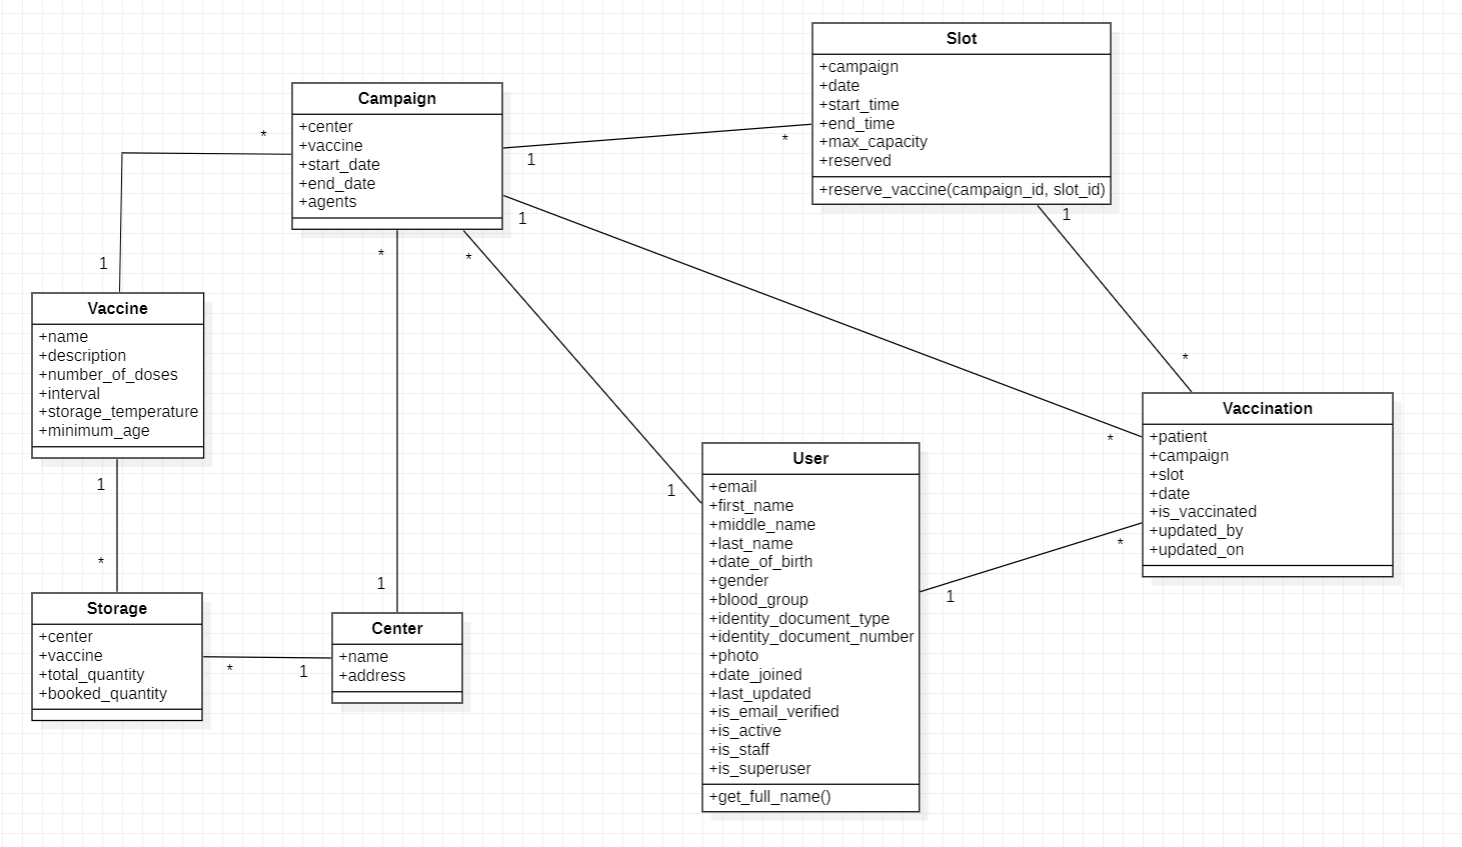 Slot
+campaign
+date
+start_time
+end_time
+max_capacity
+reserved
+reserve_vaccine(campaign_id, slot_id)
Campaign
+center
+vaccine
+start_date
+end_date
+agents
*
1
*
1
1
*
*
1
*
Vaccine
+name
+description
+number_of_doses
+interval
+storage_temperature
+minimum_age
1
*
Vaccination
+patient
+campaign
+slot
+date
+is_vaccinated
+updated_by
+updated_on
*
*
1
User
+email
+first_name
+middle_name
+last_name
+date_of_birth
+gender
+blood_group
+identity_document_type
+identity_document_number
+photo
+date_joined
+last_updated
+is_email_verified
+is_active
+is_staff
+is_superuser
+get_full_name()
1
1
Storage
+center
+vaccine
+total_quantity
+booked_quantity
*
1
Center
+name
+address